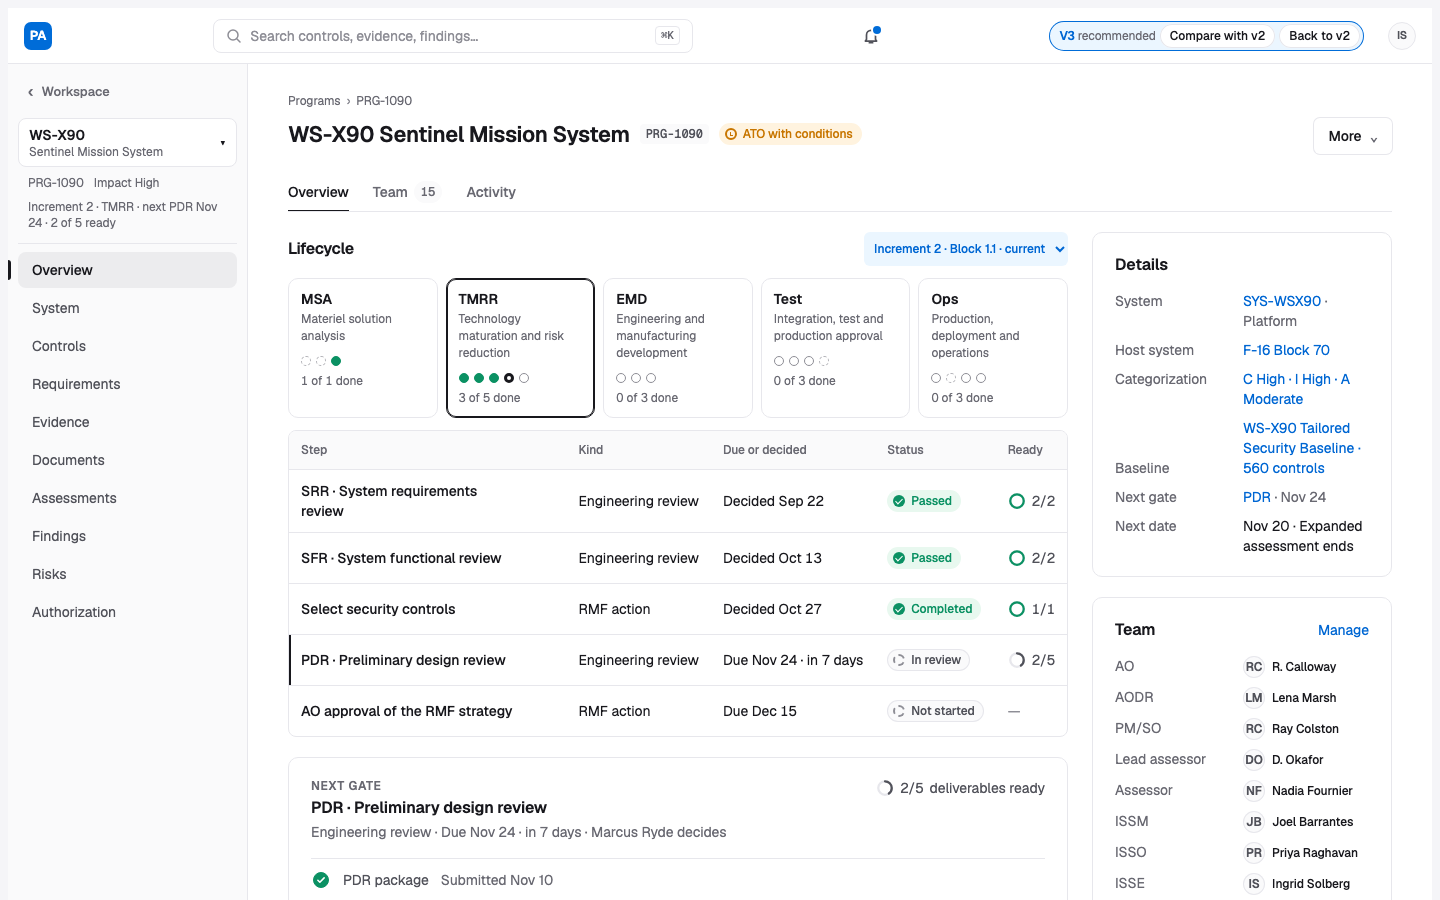 PA
Search controls, evidence, findings...
⌘K
V3 recommended
Compare with v2
Back to v2
IS
‹ Workspace
WS-X90
Sentinel Mission System
PRG-1090 Impact High
Increment 2 · TMRR · next PDR Nov
24 · 2 of 5 ready
Overview
System
Controls
Requirements
Evidence
Documents
Assessments
Findings
Risks
Authorization
Programs › PRG-1090
WS-X90 Sentinel Mission System PRG-1090 ATO with conditions
More
Overview
Team 15
Activity
Lifecycle
Increment 2 · Block 1.1 · current
MSA
Materiel solution
analysis
1 of 1 done
TMRR
Technology
maturation and risk
reduction
3 of 5 done
EMD
Engineering and
manufacturing
development
0 of 3 done
Test
Integration, test and
production approval
0 of 3 done
Ops
Production,
deployment and
operations
0 of 3 done
Step Kind Due or decided Status Ready
SRR · System requirements
review
Engineering review Decided Sep 22 Passed 2/2
SFR · System functional review Engineering review Decided Oct 13 Passed 2/2
Select security controls RMF action Decided Oct 27 Completed 1/1
PDR · Preliminary design review Engineering review Due Nov 24 · in 7 days In review 2/5
AO approval of the RMF strategy RMF action Due Dec 15 Not started —
NEXT GATE
PDR · Preliminary design review
Engineering review · Due Nov 24 · in 7 days · Marcus Ryde decides
2/5 deliverables ready
PDR package Submitted Nov 10
Details
System SYS-WSX90 ·
Platform
Host system F-16 Block 70
Categorization C High · I High · A
Moderate
WS-X90 Tailored
Security Baseline ·
Baseline 560 controls
Next gate PDR · Nov 24
Next date Nov 20 · Expanded
assessment ends
Team Manage
AO RC R. Calloway
AODR LM Lena Marsh
PM/SO RC Ray Colston
Lead assessor DO D. Okafor
Assessor NF Nadia Fournier
ISSM JB Joel Barrantes
ISSO PR Priya Raghavan
ISSE IS Ingrid Solberg